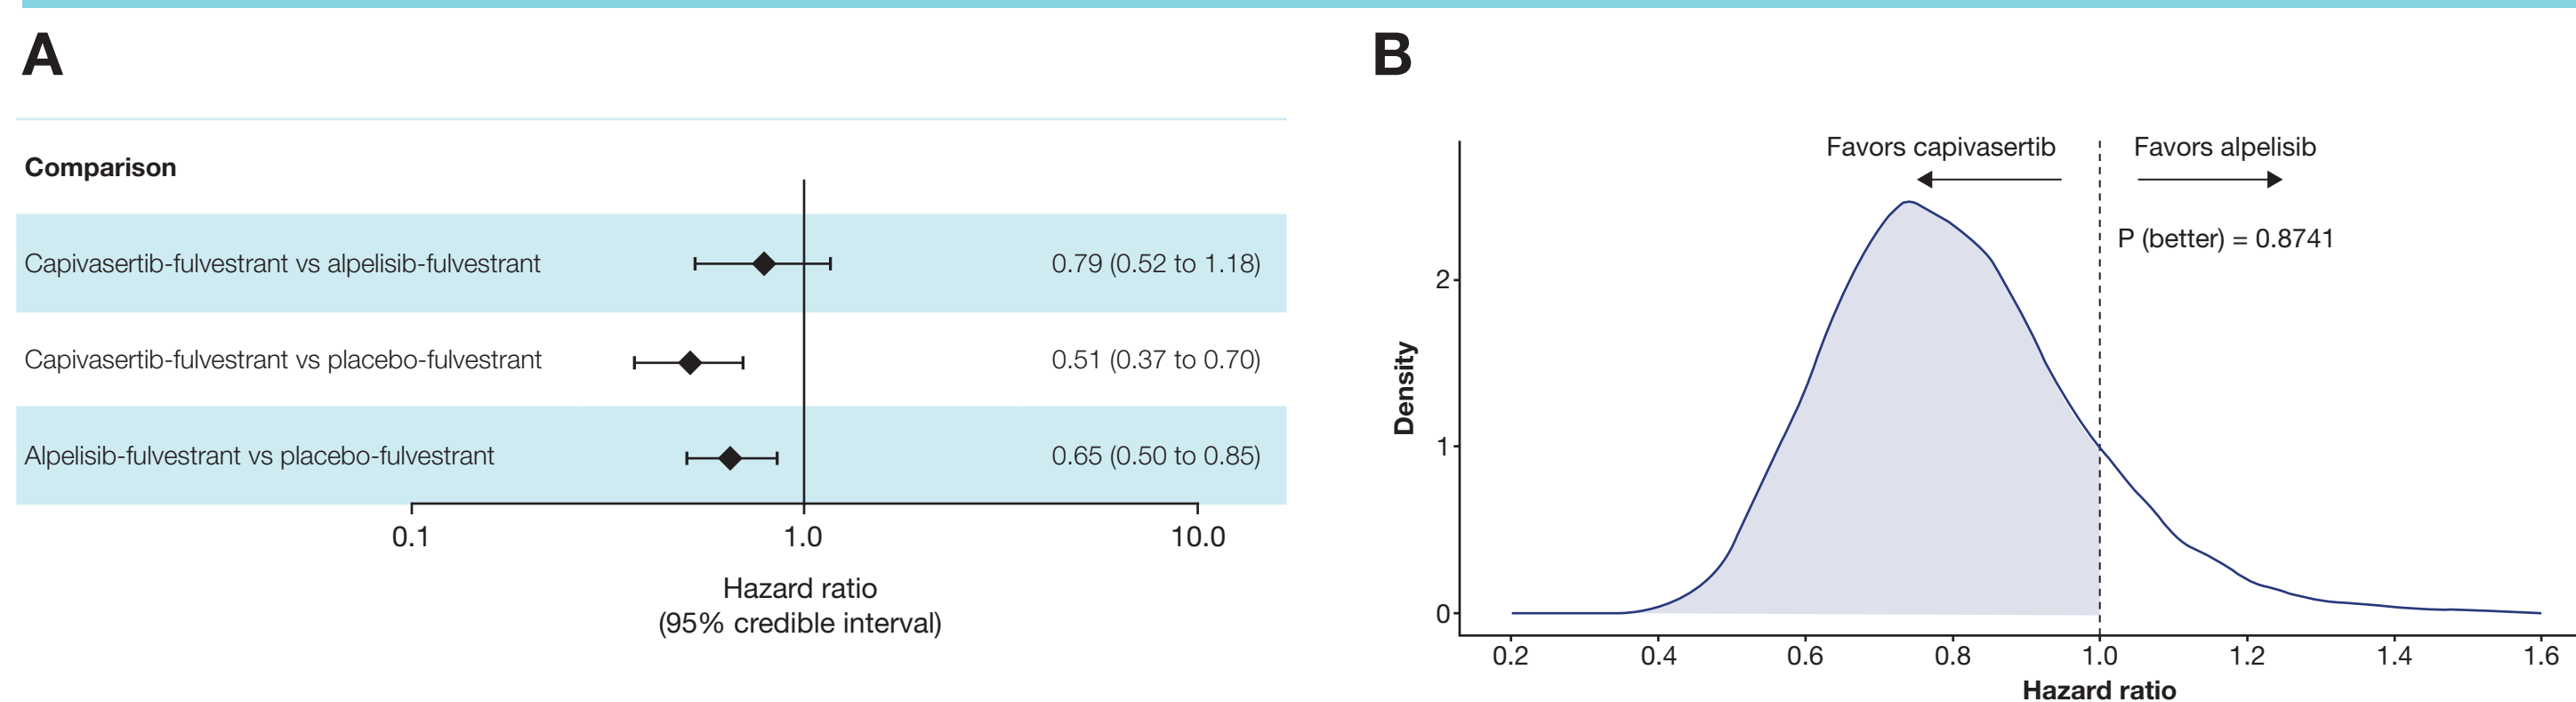 A
Comparison
Capivasertib-fulvestrant vs alpelisib-fulvestrant 0.79 (0.52 to 1.18)
Capivasertib-fulvestrant vs placebo-fulvestrant 0.51 (0.37 to 0.70)
Alpelisib-fulvestrant vs placebo-fulvestrant 0.65 (0.50 to 0.85)
0.1 1.0 10.0
Hazard ratio
(95% credible interval)
B
Favors capivasertib Favors alpelisib
P (better) = 0.8741
Density
2
1
0
0.2 0.4 0.6 0.8 1.0 1.2 1.4 1.6
Hazard ratio